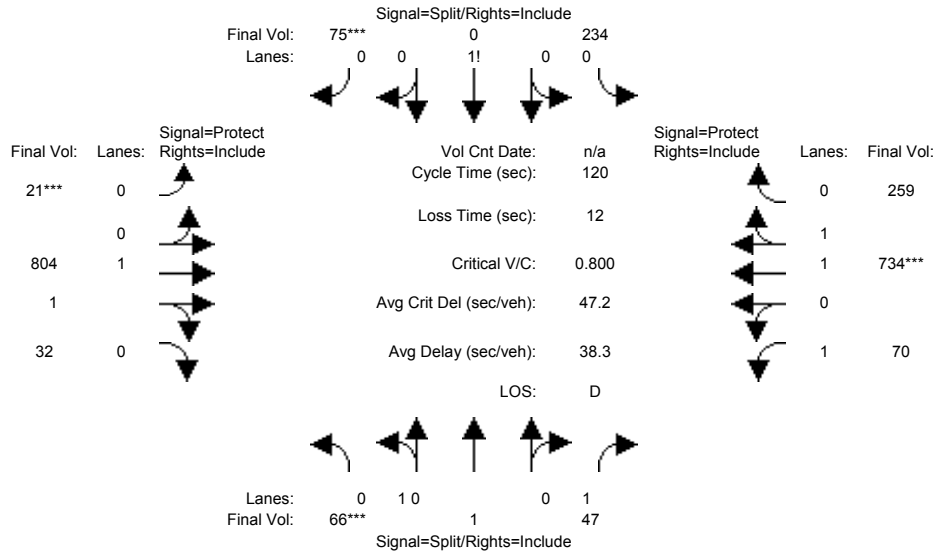 Signal=Split/Rights=Include
Final Vol: 75*** 0 234
Lanes: 0 0 1! 0 0
Signal=Protect Signal=Protect
Final Vol: Lanes: Rights=Include Vol Cnt Date: n/a Rights=Include Lanes: Final Vol:
Cycle Time (sec): 120
21*** 0 0 259
Loss Time (sec): 12
0 1
804 1 Critical V/C: 0.800 1 734***
1 Avg Crit Del (sec/veh): 47.2 0
32 0 Avg Delay (sec/veh): 38.3 1 70
LOS: D
Lanes: 0 1 0 0 1
Final Vol: 66*** 1 47
Signal=Split/Rights=Include